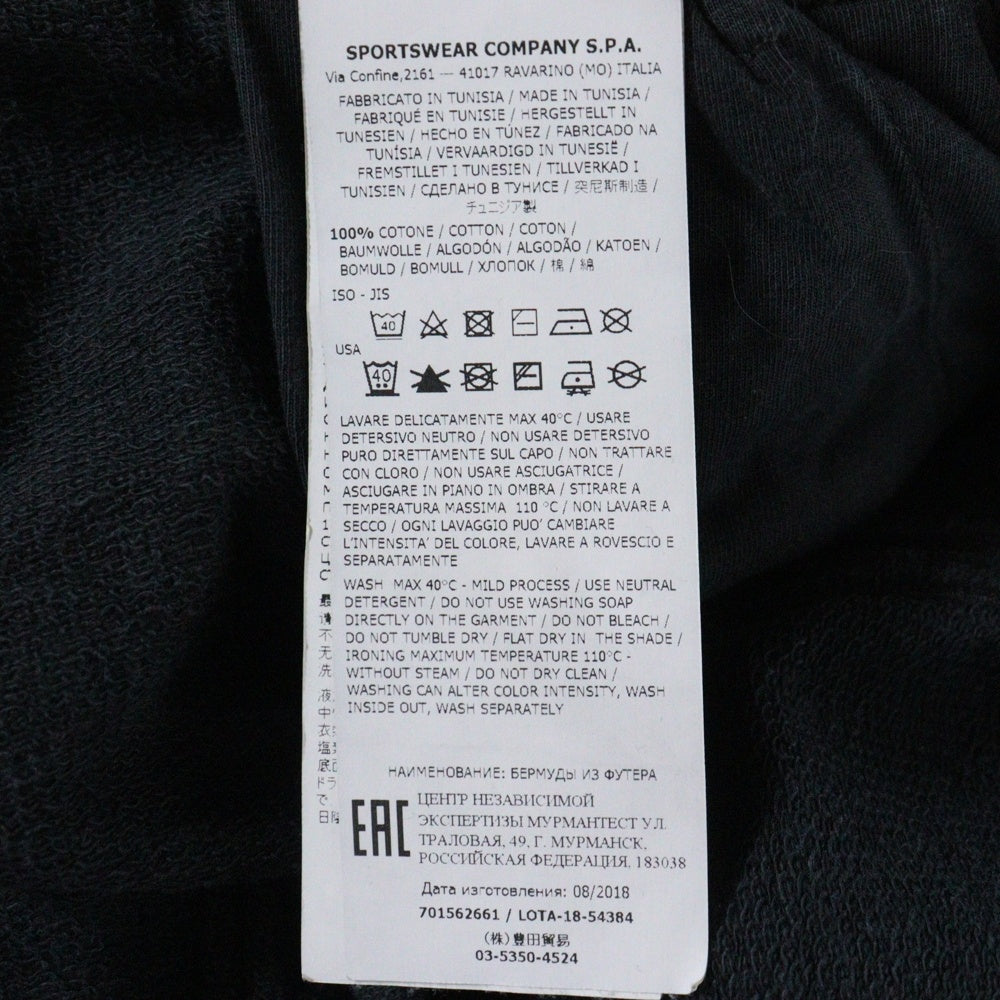 SPORTSWEAR COMPANY S.P.A.
Via Confine,2161 — 41017 RAVARINO (MO) ITALIA
FABBRICATO IN TUNISIA / MADE IN TUNISIA /
FABRIQUÉ EN TUNISIE / HERGESTELLT IN
TUNESIEN / HECHO EN TÚNEZ / FABRICADO NA
TUNÍSIA / VERVAARDIGD IN TUNESIË /
FREMSTILLET I TUNESIEN / TILLVERKAD I
TUNISIEN / СДЕЛАНО В ТУНИСЕ / 突尼斯制造 /
チュニジア製
100% COTONE / COTTON / COTON /
BAUMWOLLE / ALGODÓN / ALGODÃO / KATOEN /
BOMULD / BOMULL / ХЛОПОК / 棉 / 綿
ISO - JIS
40
USA
40
LAVARE DELICATAMENTE MAX 40°C / USARE
DETERSIVO NEUTRO / NON USARE DETERSIVO
PURO DIRETTAMENTE SUL CAPO / NON TRATTARE
CON CLORO / NON USARE ASCIUGATRICE /
ASCIUGARE IN PIANO IN OMBRA / STIRARE A
TEMPERATURA MASSIMA 110 °C / NON LAVARE A
SECCO / OGNI LAVAGGIO PUO' CAMBIARE
L'INTENSITA' DEL COLORE, LAVARE A ROVESCIO E
SEPARATAMENTE
WASH MAX 40°C - MILD PROCESS / USE NEUTRAL
DETERGENT / DO NOT USE WASHING SOAP
DIRECTLY ON THE GARMENT / DO NOT BLEACH /
DO NOT TUMBLE DRY / FLAT DRY IN THE SHADE /
IRONING MAXIMUM TEMPERATURE 110°C -
WITHOUT STEAM / DO NOT DRY CLEAN /
WASHING CAN ALTER COLOR INTENSITY, WASH
INSIDE OUT, WASH SEPARATELY
НАИМЕНОВАНИЕ: БЕРМУДЫ ИЗ ФУТЕРА
EAC
ЦЕНТР НЕЗАВИСИМОЙ
ЭКСПЕРТИЗЫ МУРМАНТЕСТ УЛ.
ТРАЛОВАЯ, 49, Г. МУРМАНСК,
РОССИЙСКАЯ ФЕДЕРАЦИЯ, 183038
Дата изготовления: 08/2018
701562661 / LOTA-18-54384
(株)豊田貿易
03-5350-4524